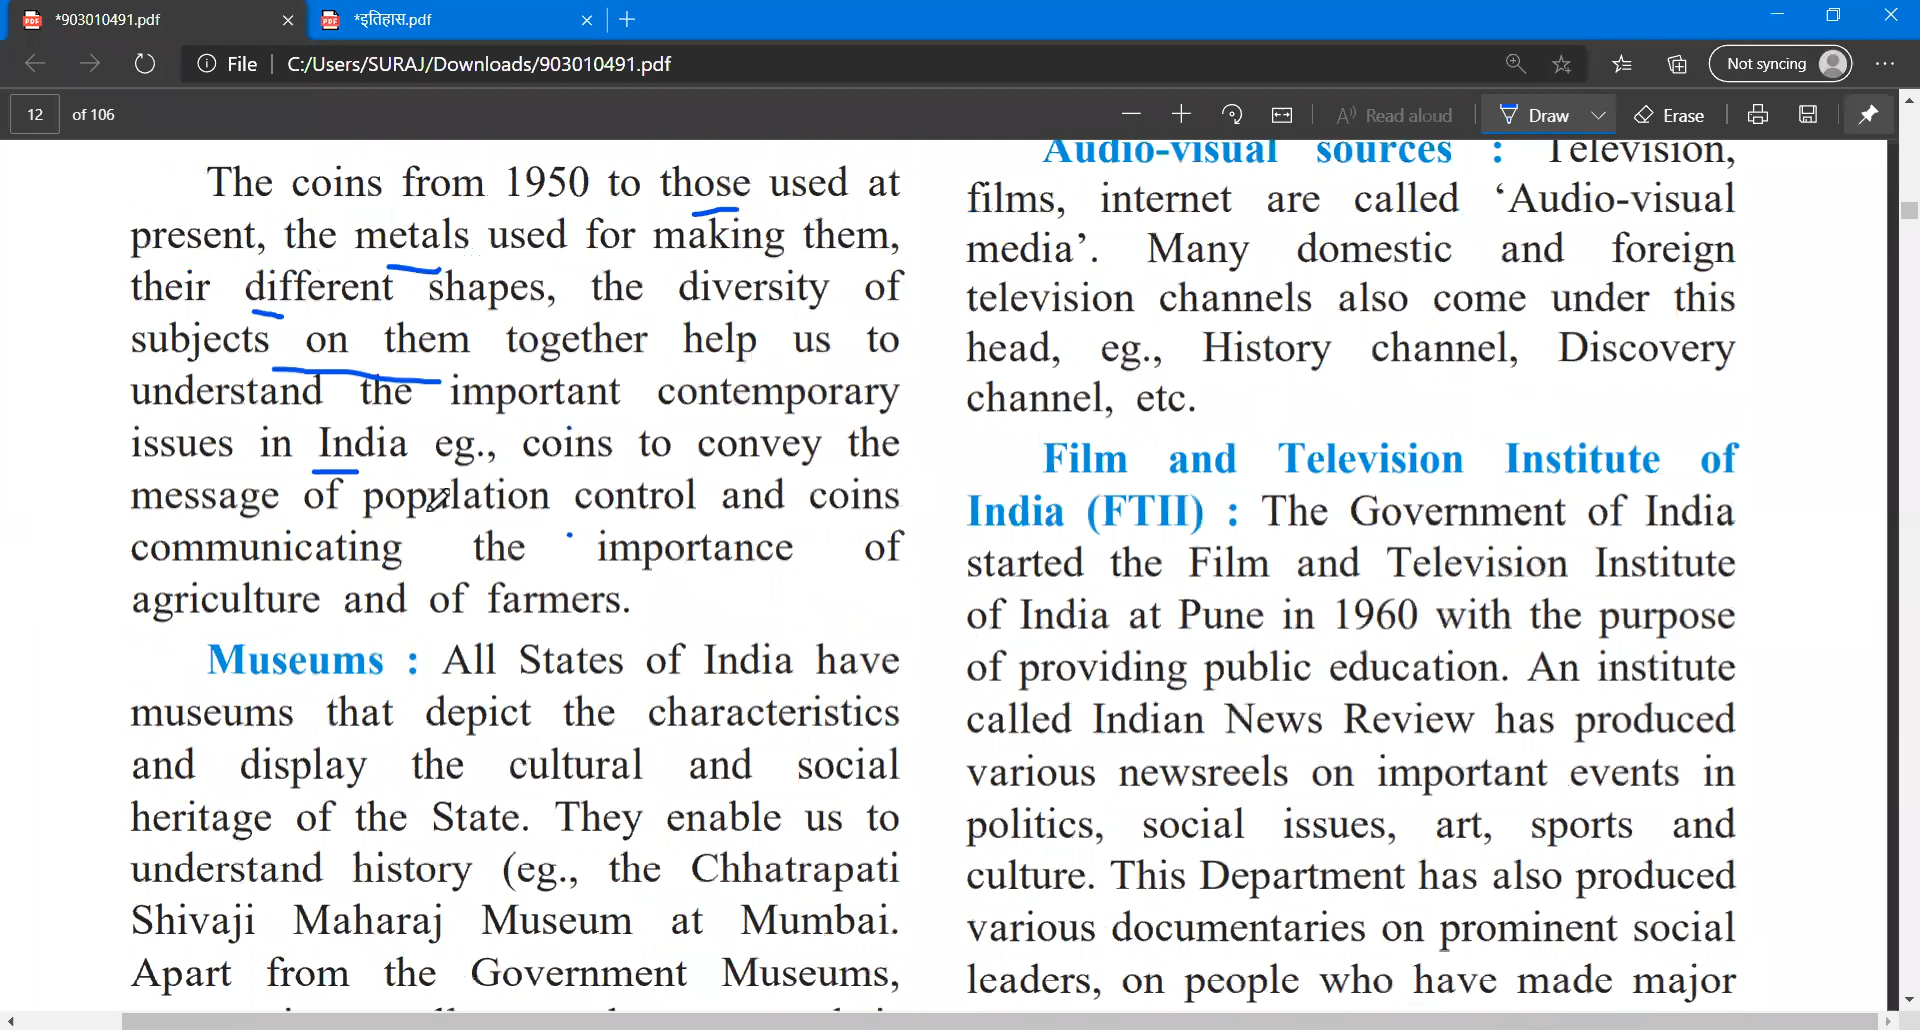 *903010491.pdf
*इतिहास.pdf
File
C:/Users/SURAJ/Downloads/903010491.pdf
Not syncing
12 of 106
Read aloud
Draw
Erase
The coins from 1950 to those used at
present, the metals used for making them,
their different shapes, the diversity of
subjects on them together help us to
understand the important contemporary
issues in India eg., coins to convey the
message of population control and coins
communicating the importance of
agriculture and of farmers.
Museums : All States of India have
museums that depict the characteristics
and display the cultural and social
heritage of the State. They enable us to
understand history (eg., the Chhatrapati
Shivaji Maharaj Museum at Mumbai.
Apart from the Government Museums,
Audio-visual sources : Television,
films, internet are called ‘Audio-visual
media’. Many domestic and foreign
television channels also come under this
head, eg., History channel, Discovery
channel, etc.
Film and Television Institute of
India (FTII) : The Government of India
started the Film and Television Institute
of India at Pune in 1960 with the purpose
of providing public education. An institute
called Indian News Review has produced
various newsreels on important events in
politics, social issues, art, sports and
culture. This Department has also produced
various documentaries on prominent social
leaders, on people who have made major